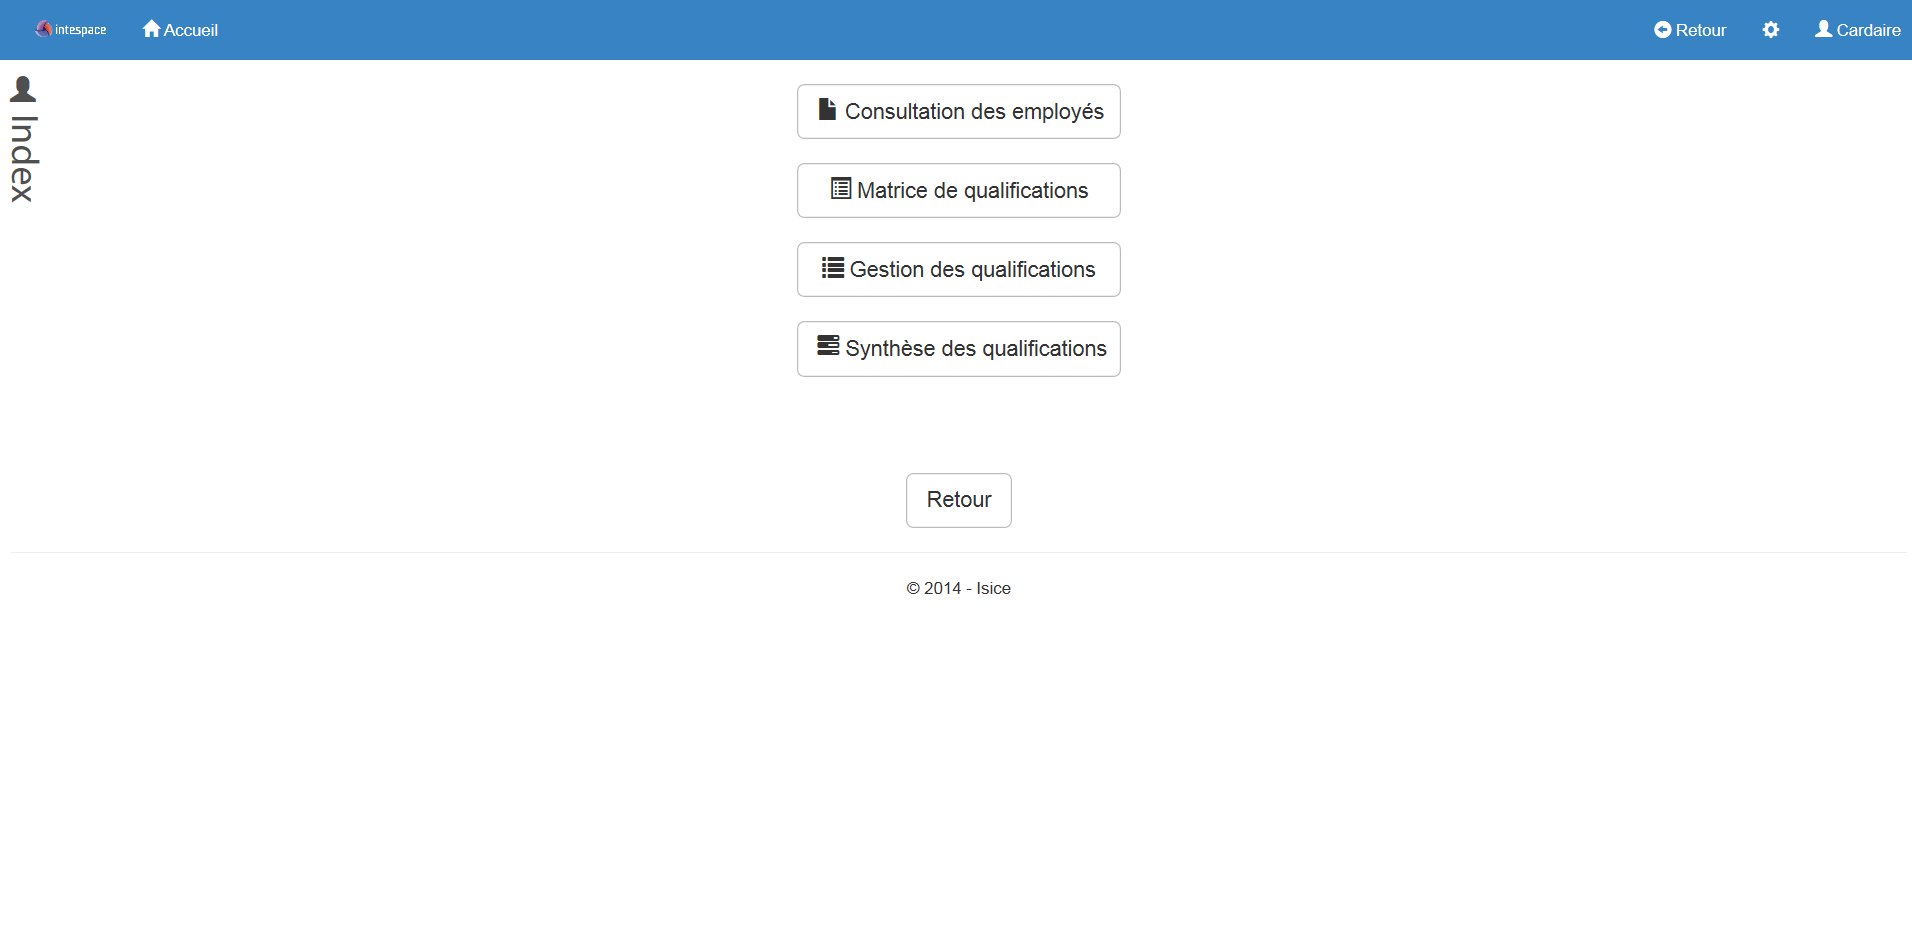 intespace Accueil Retour Cardaire
Index
Consultation des employés
Matrice de qualifications
Gestion des qualifications
Synthèse des qualifications
Retour
© 2014 - Isice